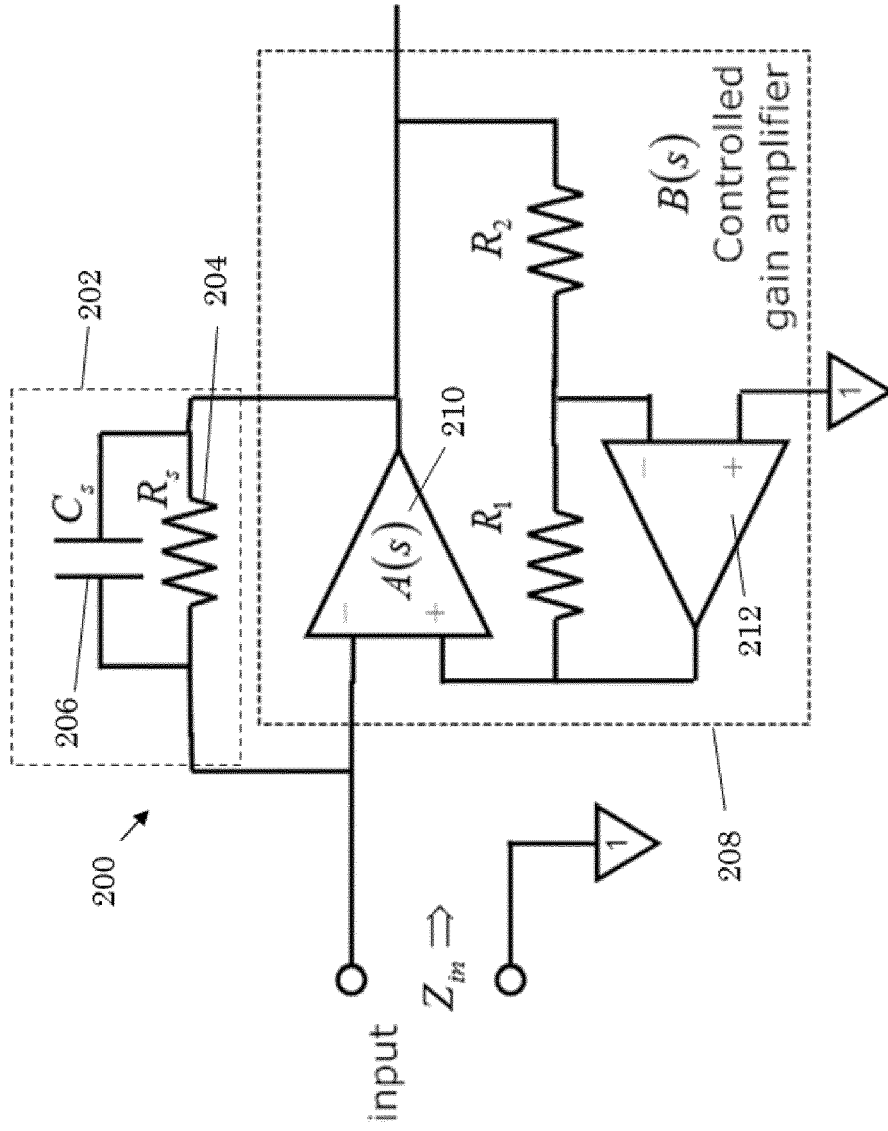 200
202
204
206
C_s
R_s
input
Z_in ⇒
A(s)
−
+
210
R_1
R_2
−
+
212
B(s)
Controlled
gain amplifier
208
1
1